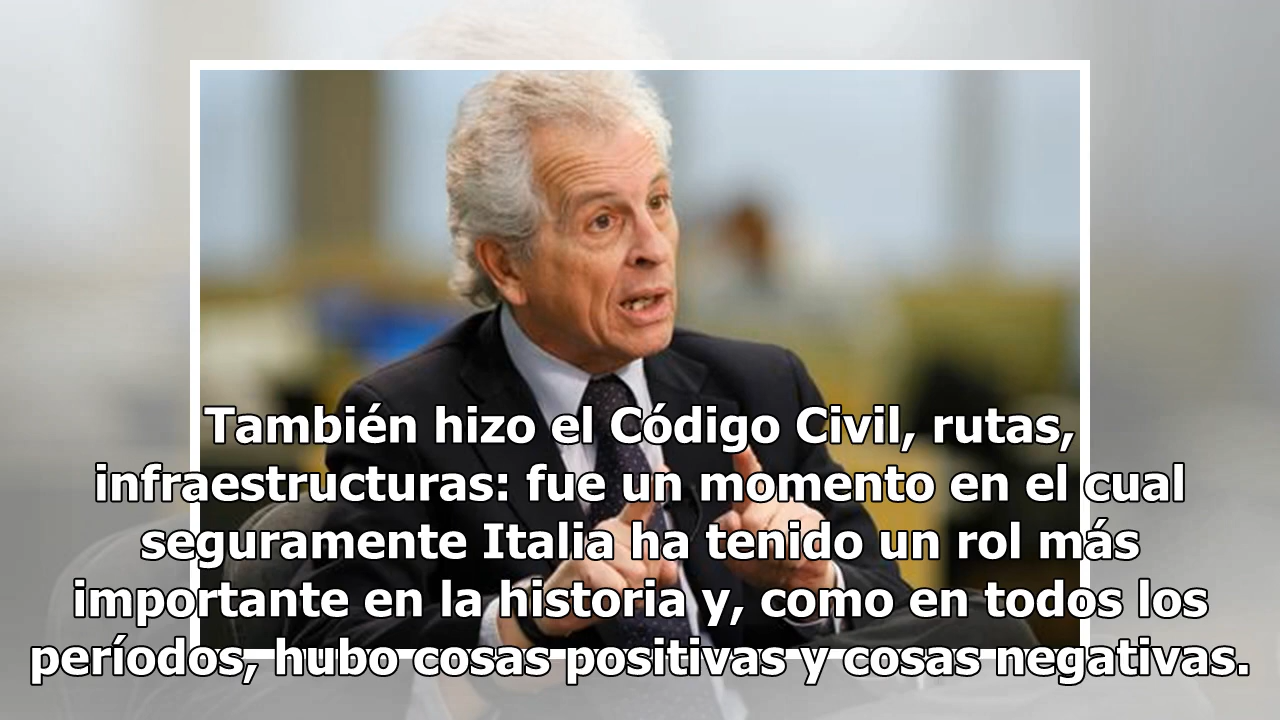 También hizo el Código Civil, rutas,
infraestructuras: fue un momento en el cual
seguramente Italia ha tenido un rol más
importante en la historia y, como en todos los
períodos, hubo cosas positivas y cosas negativas.